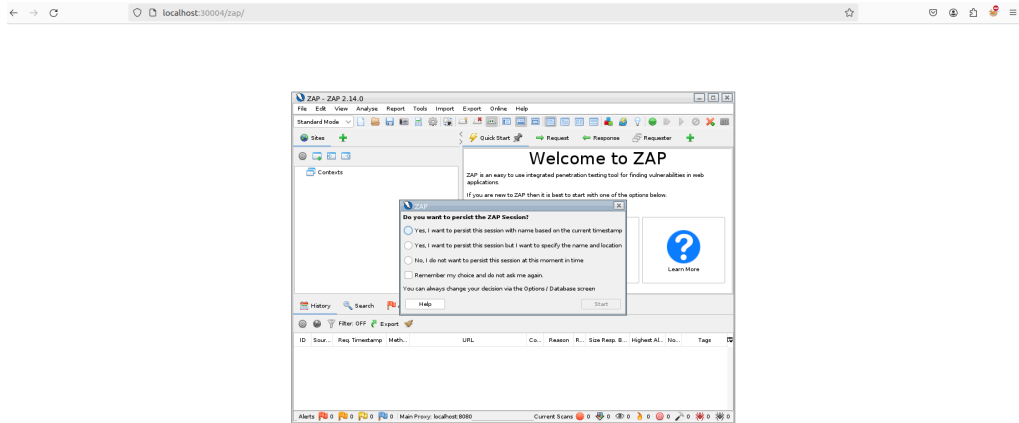 localhost:30004/zap/
ZAP - ZAP 2.14.0
File Edit View Analyse Report Tools Import Export Online Help
Standard Mode
Sites
Quick Start Request Response Requester
Contexts
Welcome to ZAP
ZAP is an easy to use integrated penetration testing tool for finding vulnerabilities in web
applications.
If you are new to ZAP then it is best to start with one of the options below.
ZAP
Do you want to persist the ZAP Session?
Yes, I want to persist this session with name based on the current timestamp
Yes, I want to persist this session but I want to specify the name and location
No, I do not want to persist this session at this moment in time
Remember my choice and do not ask me again.
You can always change your decision via the Options / Database screen
Help Start
Learn More
History Search
Filter: OFF Export
ID Sour... Req. Timestamp Meth... URL Co... Reason R... Size Resp. B... Highest Al... No... Tags
Alerts 0 0 0 0 Main Proxy: localhost:8080 Current Scans 0 0 0 0 0 0 0 0